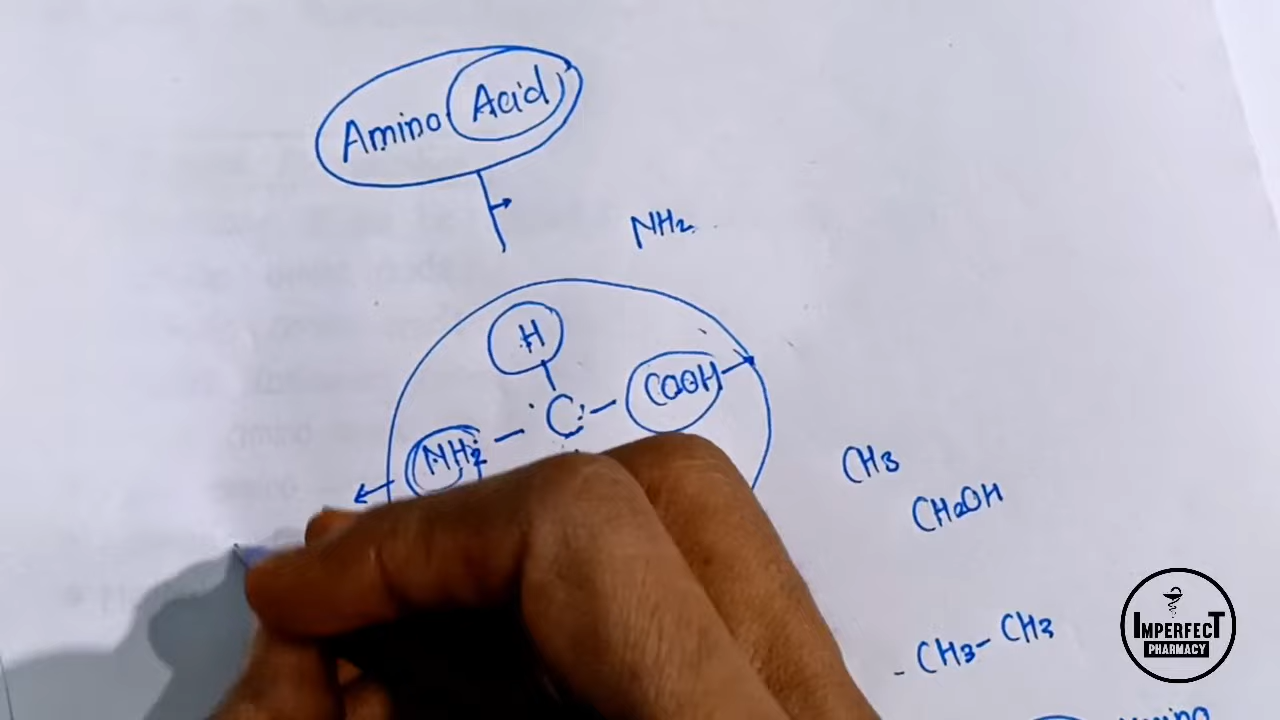 Amino Acid
NH2
H
C - COOH
NH2 -
CH3
CH2OH
- CH3 - CH3
IMPERFECT
PHARMACY